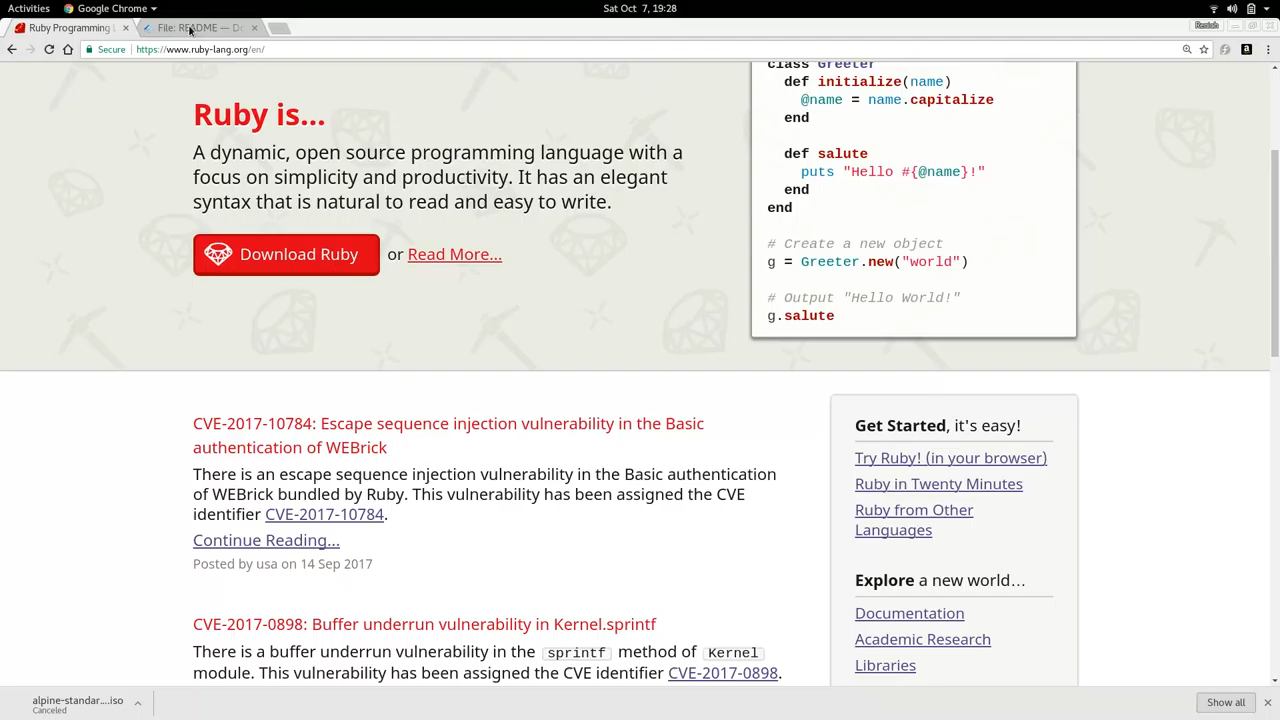 Activities Google Chrome Sat Oct 7, 19:28
Ruby Programming File: README — Do
Secure https://www.ruby-lang.org/en/
Ruby is...
A dynamic, open source programming language with a
focus on simplicity and productivity. It has an elegant
syntax that is natural to read and easy to write.
Download Ruby or Read More...
class Greeter
def initialize(name)
@name = name.capitalize
end
def salute
puts "Hello #{@name}!"
end
end
# Create a new object
g = Greeter.new("world")
# Output "Hello World!"
g.salute
CVE-2017-10784: Escape sequence injection vulnerability in the Basic
authentication of WEBrick
There is an escape sequence injection vulnerability in the Basic authentication
of WEBrick bundled by Ruby. This vulnerability has been assigned the CVE
identifier CVE-2017-10784.
Continue Reading...
Posted by usa on 14 Sep 2017
CVE-2017-0898: Buffer underrun vulnerability in Kernel.sprintf
There is a buffer underrun vulnerability in the sprintf method of Kernel
module. This vulnerability has been assigned the CVE identifier CVE-2017-0898.
Get Started, it's easy!
Try Ruby! (in your browser)
Ruby in Twenty Minutes
Ruby from Other
Languages
Explore a new world…
Documentation
Academic Research
Libraries
alpine-standar....iso
Canceled
Show all